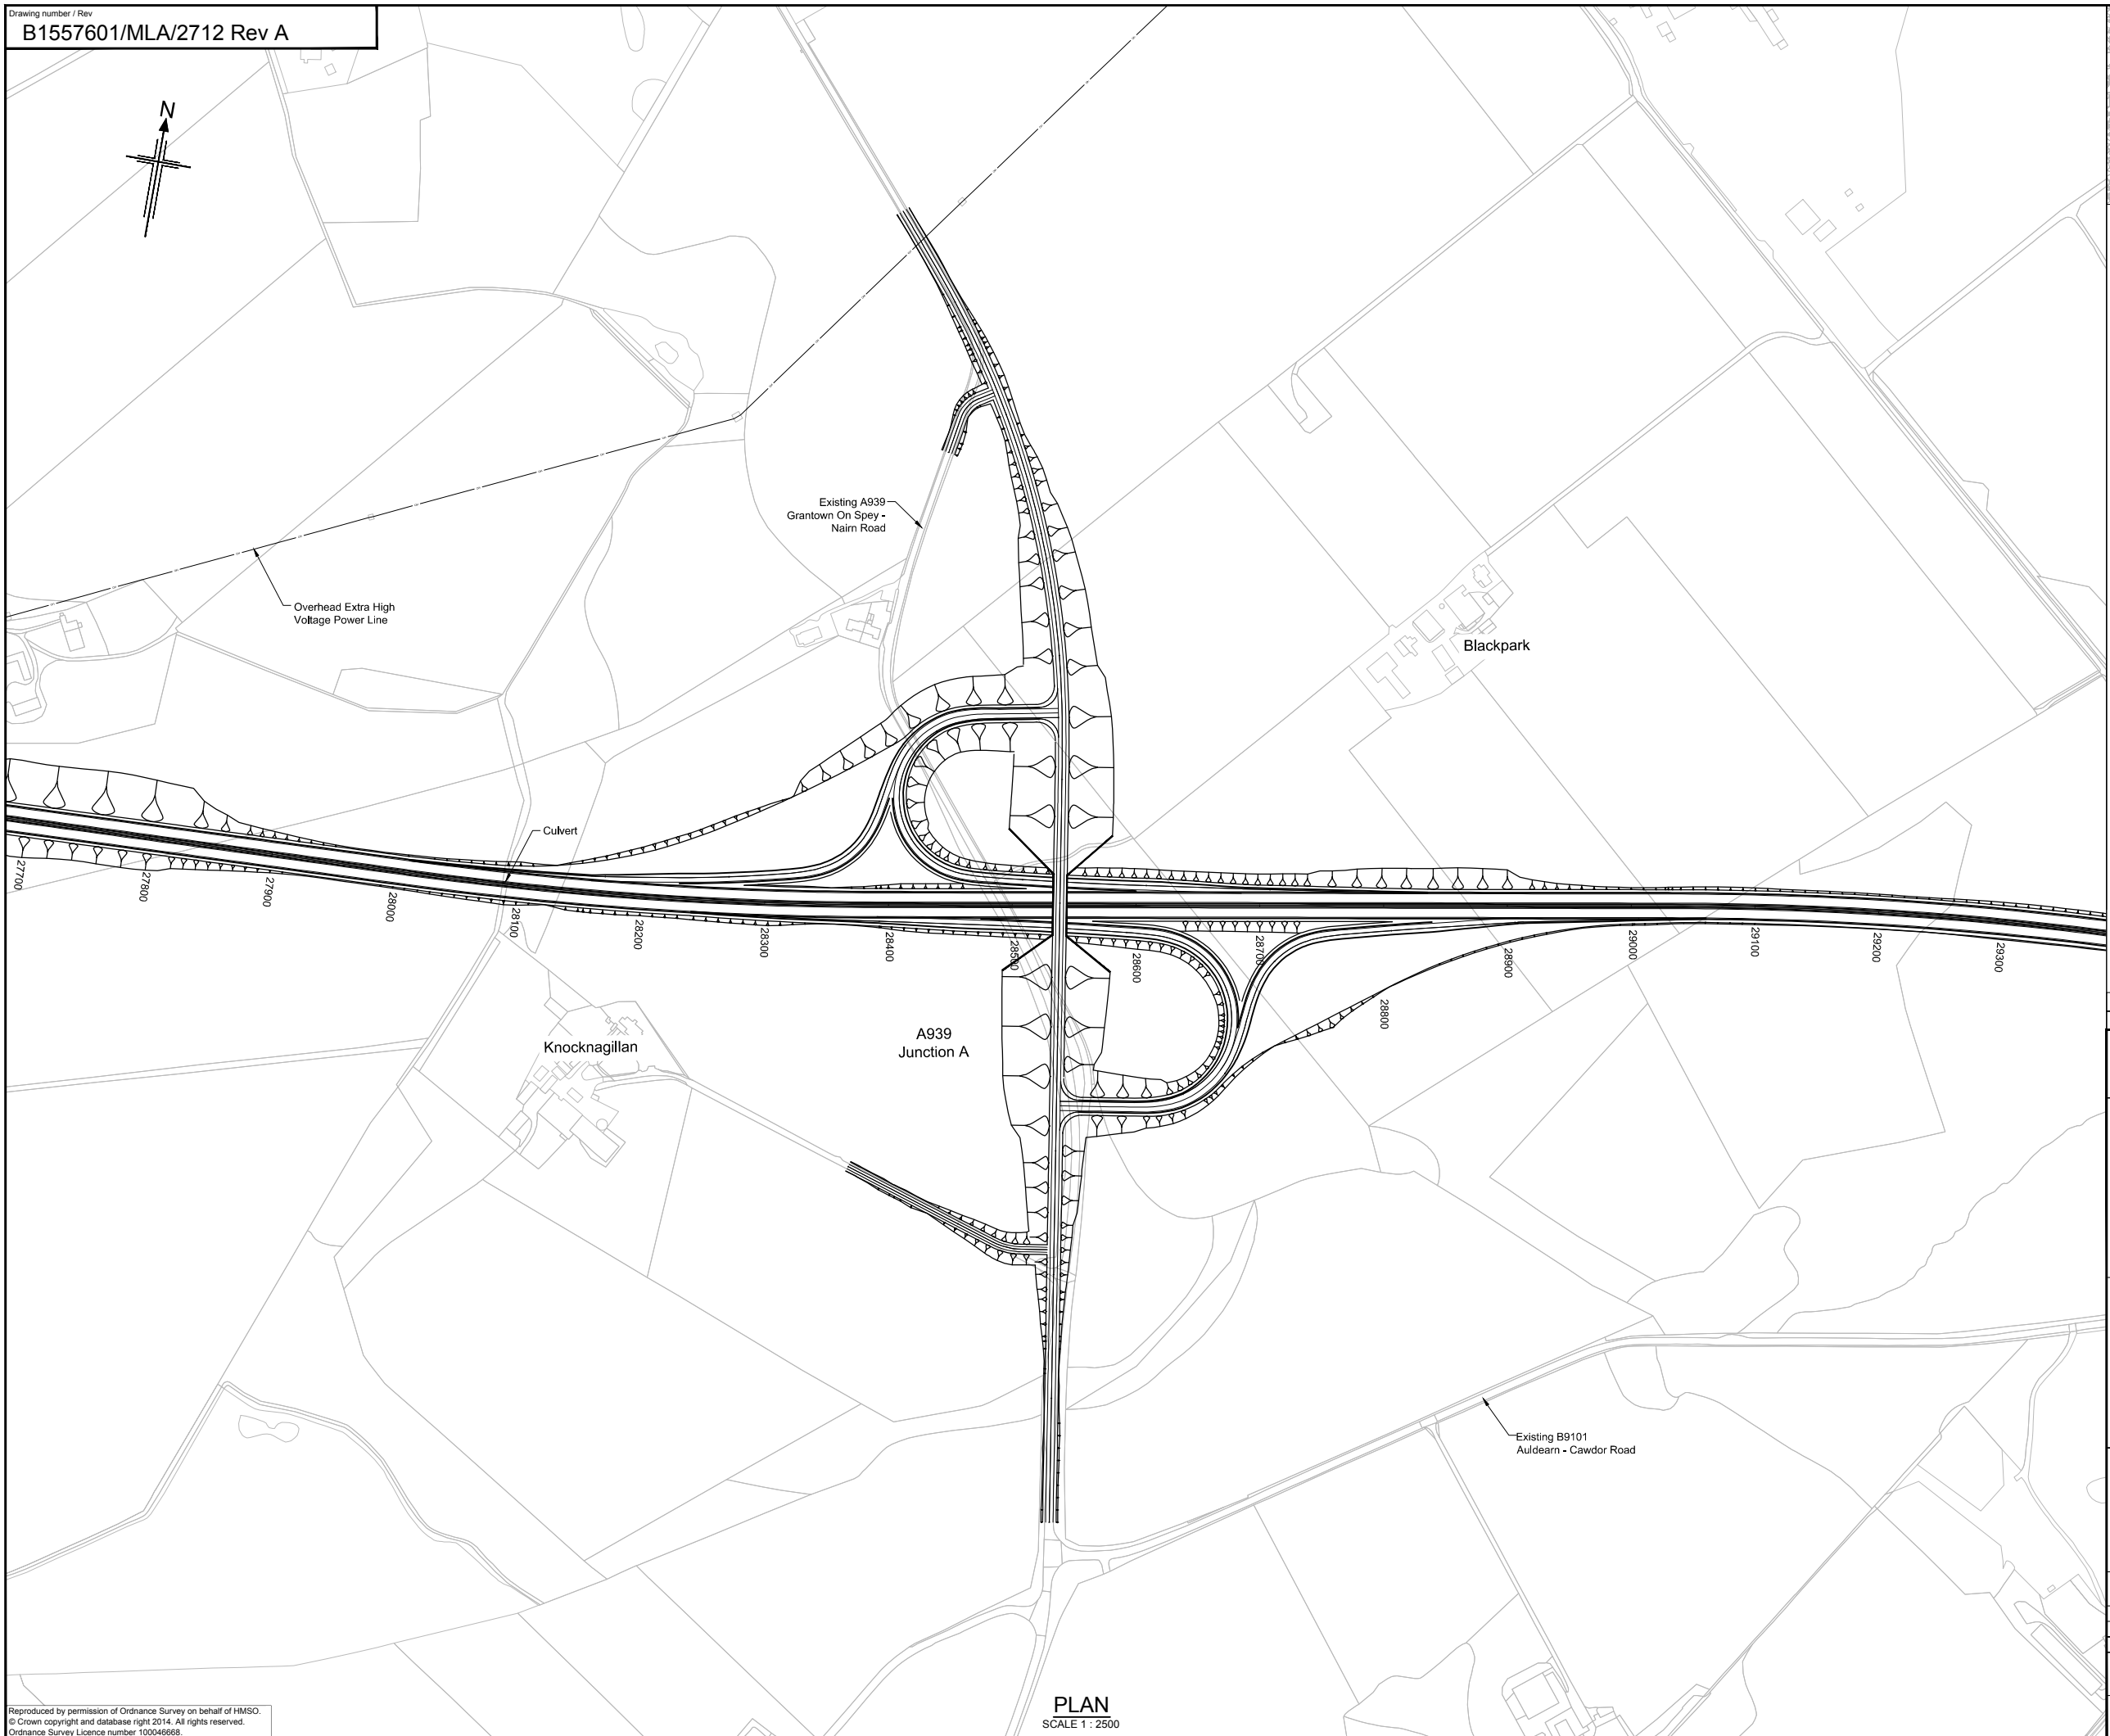 Drawing number / Rev
B1557601/MLA/2712 Rev A
N
Existing A939
Grantown On Spey -
Nairn Road
Overhead Extra High
Voltage Power Line
Blackpark
Culvert
27700
27800
27900
28000
28100
28200
28300
28400
28500
28600
28700
28800
28900
29000
29100
29200
29300
A939
Junction A
Knocknagillan
Existing B9101
Auldearn - Cawdor Road
PLAN
SCALE 1 : 2500
Reproduced by permission of Ordnance Survey on behalf of HMSO.
© Crown copyright and database right 2014. All rights reserved.
Ordnance Survey Licence number 100046668.